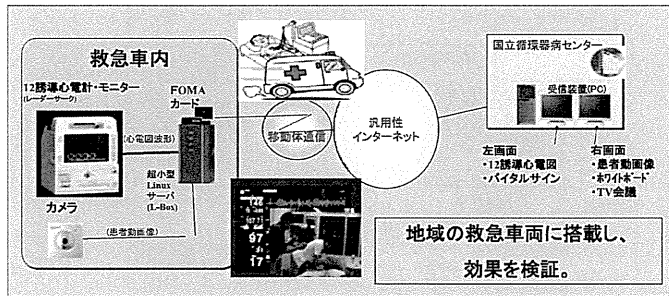 救急車内
12誘導心電計・モニター
(レーダーサーク)
FOMA
カード
(心電図波形)
超小型
Linux
サーバ
(L-Box)
カメラ
(患者動画像)
移動体通信
汎用性
インターネット
国立循環器病センター
受信装置(PC)
左画面
・12誘導心電図
・バイタルサイン
右画面
・患者動画像
・ホワイトボード
・TV会議
97
17
地域の救急車両に搭載し、
効果を検証。